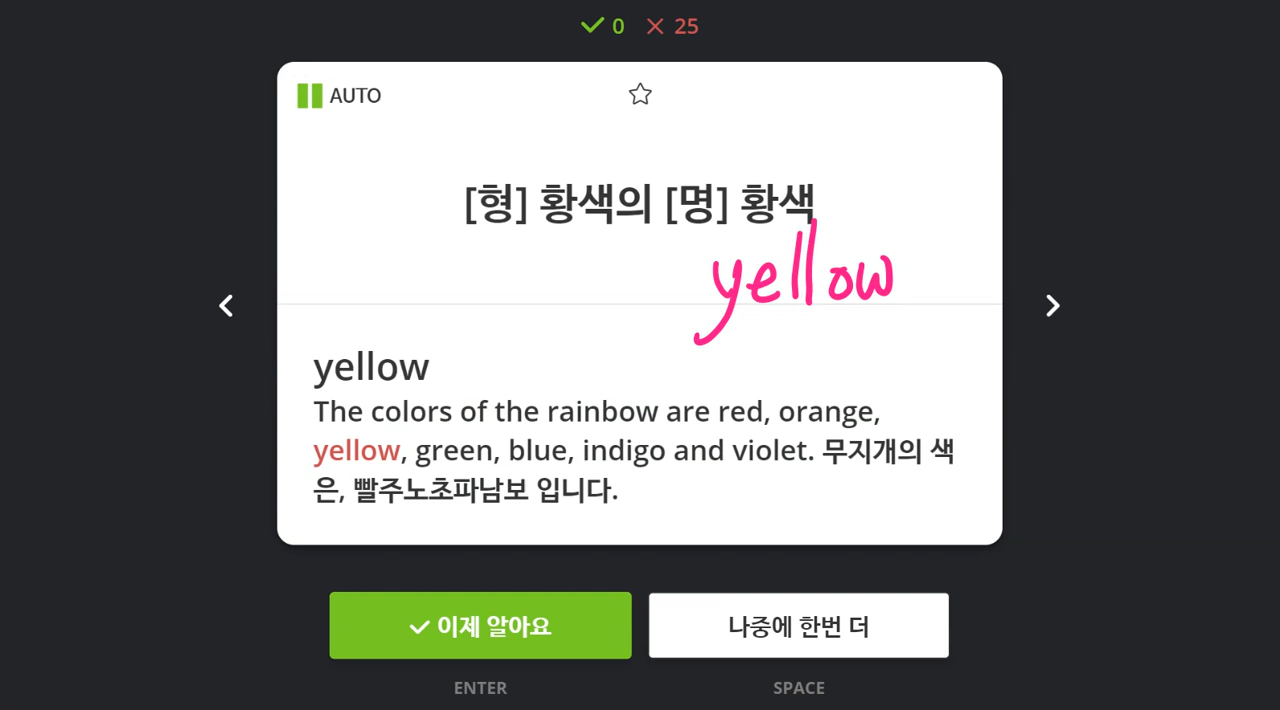 0 25
AUTO
[형] 황색의 [명] 황색
yellow
yellow
The colors of the rainbow are red, orange,
yellow, green, blue, indigo and violet. 무지개의 색
은, 빨주노초파남보 입니다.
이제 알아요 나중에 한번 더
ENTER SPACE